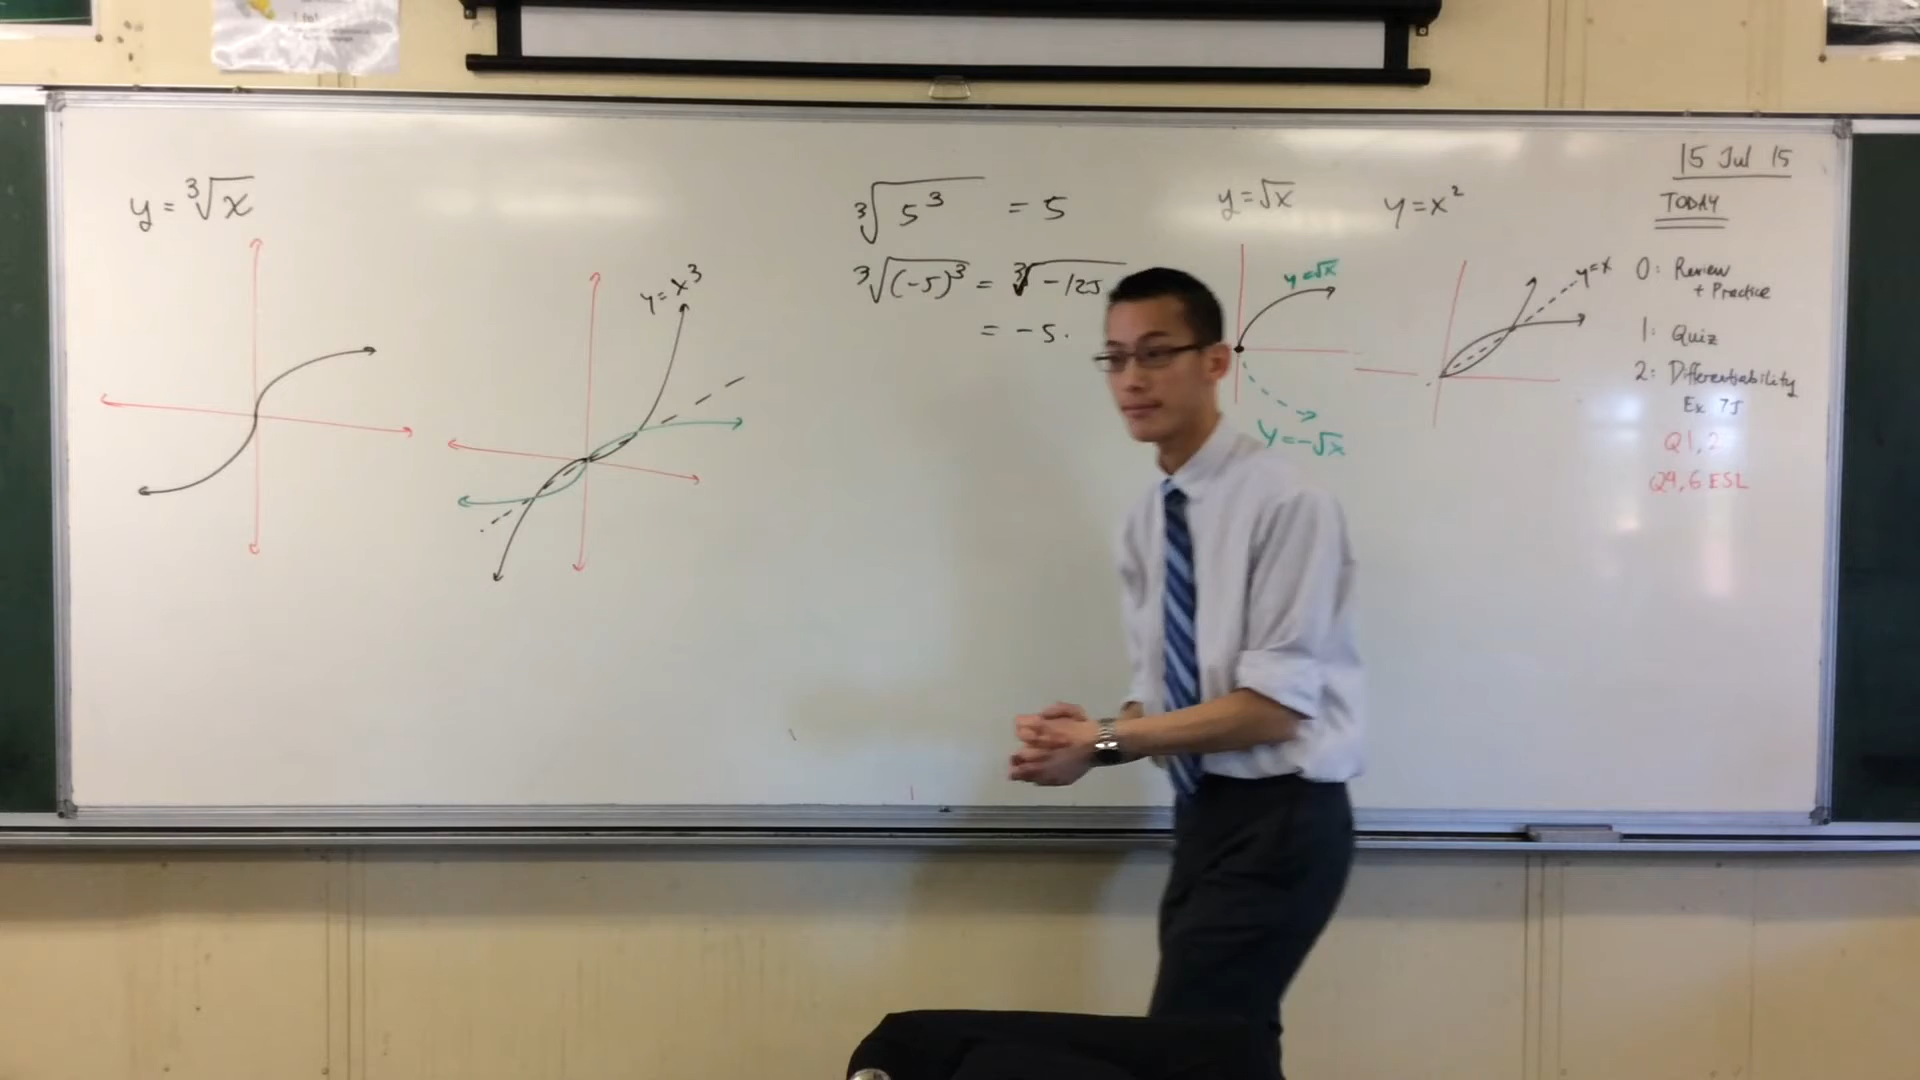 y = ∛x
y = x³
∛5³ = 5
∛(-5)³ = ∛-125
= -5.
y = √x
y = √x
y = -√x
y = x²
y = x
15 Jul 15
TODAY
0: Review
+ Practice
1: Quiz
2: Differentiability
Ex 7J
Q1, 2
Q4, 6 ESL